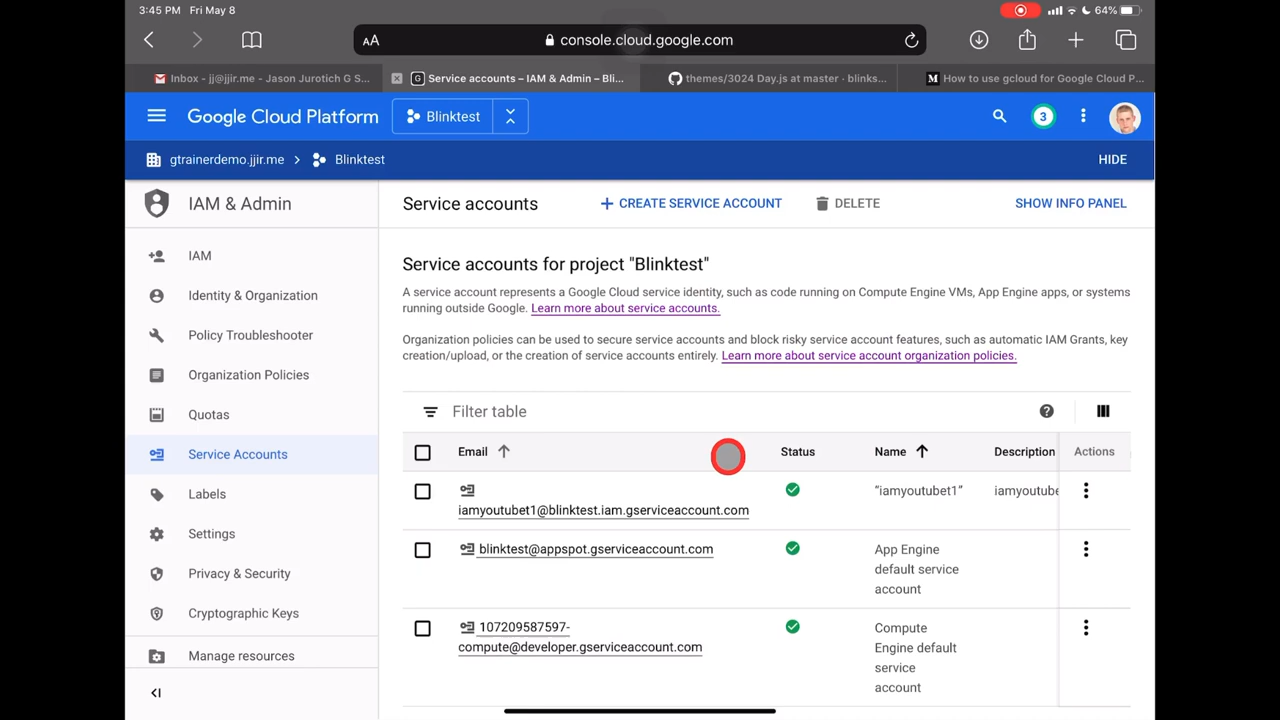 3:45 PM Fri May 8
64%
AA
console.cloud.google.com
Inbox - jj@jjir.me - Jason Jurotich G S...
G Service accounts – IAM & Admin – Bli...
themes/3024 Day.js at master · blinks...
M How to use gcloud for Google Cloud P...
Google Cloud Platform
Blinktest
3
gtrainerdemo.jjir.me
Blinktest
HIDE
IAM & Admin
Service accounts
CREATE SERVICE ACCOUNT
DELETE
SHOW INFO PANEL
IAM
Identity & Organization
Policy Troubleshooter
Organization Policies
Quotas
Service Accounts
Labels
Settings
Privacy & Security
Cryptographic Keys
Manage resources
Service accounts for project "Blinktest"
A service account represents a Google Cloud service identity, such as code running on Compute Engine VMs, App Engine apps, or systems
running outside Google. Learn more about service accounts.
Organization policies can be used to secure service accounts and block risky service account features, such as automatic IAM Grants, key
creation/upload, or the creation of service accounts entirely. Learn more about service account organization policies.
Filter table
Email
Status
Name
Description
Actions
iamyoutubet1@blinktest.iam.gserviceaccount.com
“iamyoutubet1”
iamyoutube
blinktest@appspot.gserviceaccount.com
App Engine
default service
account
107209587597-
compute@developer.gserviceaccount.com
Compute
Engine default
service
account